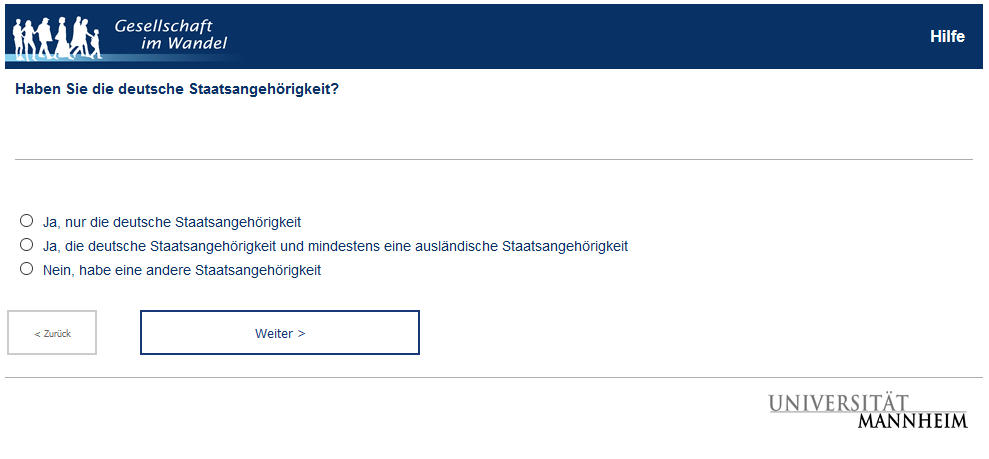 Gesellschaft
im Wandel
Hilfe
Haben Sie die deutsche Staatsangehörigkeit?
Ja, nur die deutsche Staatsangehörigkeit
Ja, die deutsche Staatsangehörigkeit und mindestens eine ausländische Staatsangehörigkeit
Nein, habe eine andere Staatsangehörigkeit
< Zurück
Weiter >
UNIVERSITÄT
MANNHEIM